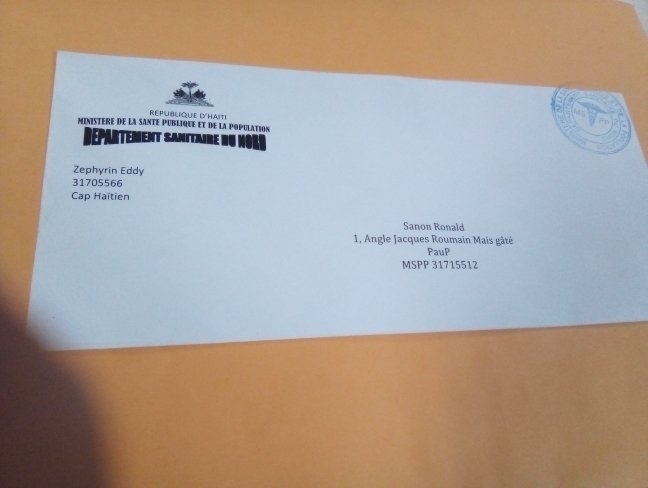 REPUBLIQUE D'HAITI
MINISTERE DE LA SANTE PUBLIQUE ET DE LA POPULATION
DEPARTEMENT SANITAIRE DU NORD
Zephyrin Eddy
31705566
Cap Haïtien
Sanon Ronald
1, Angle Jacques Roumain Mais gâté
PauP
MSPP 31715512